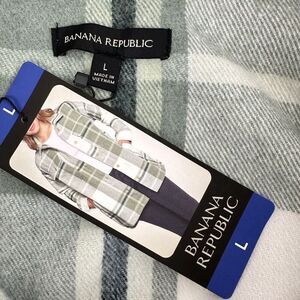 BANANA REPUBLIC
L
MADE IN
VIETNAM
L
BANANA
REPUBLIC
L